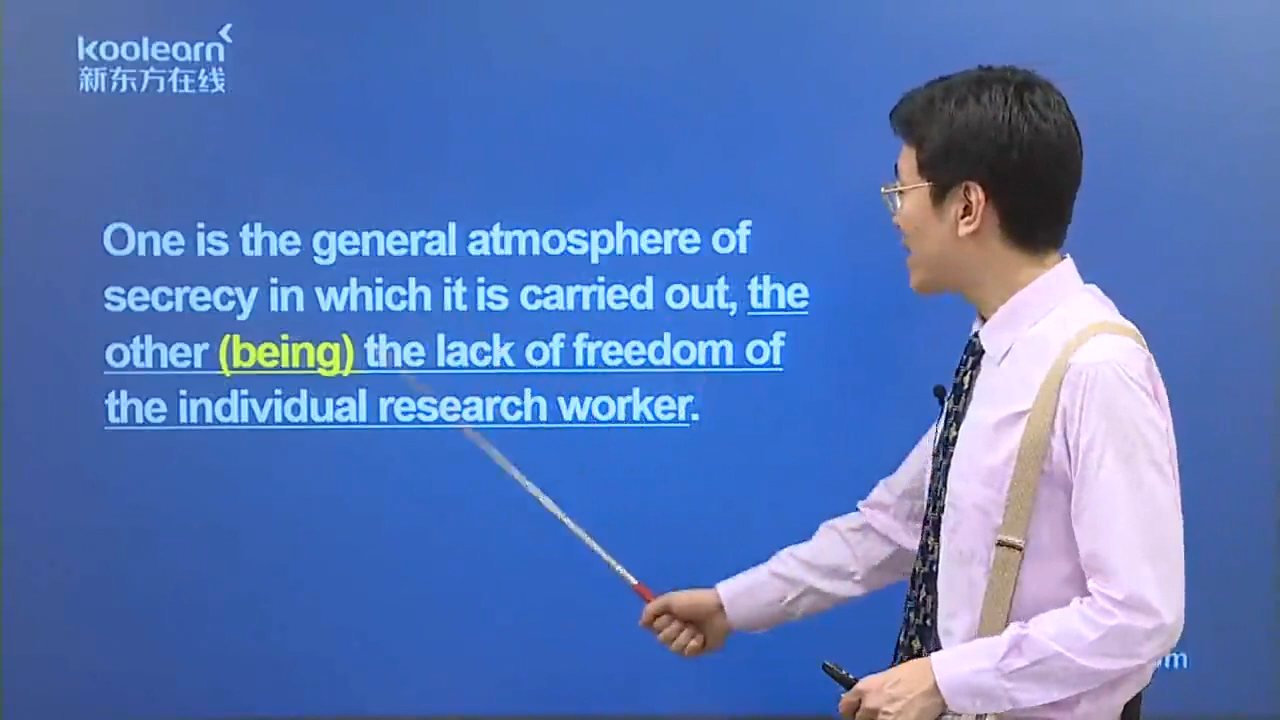 koolearn
新东方在线
One is the general atmosphere of
secrecy in which it is carried out, the
other (being) the lack of freedom of
the individual research worker.